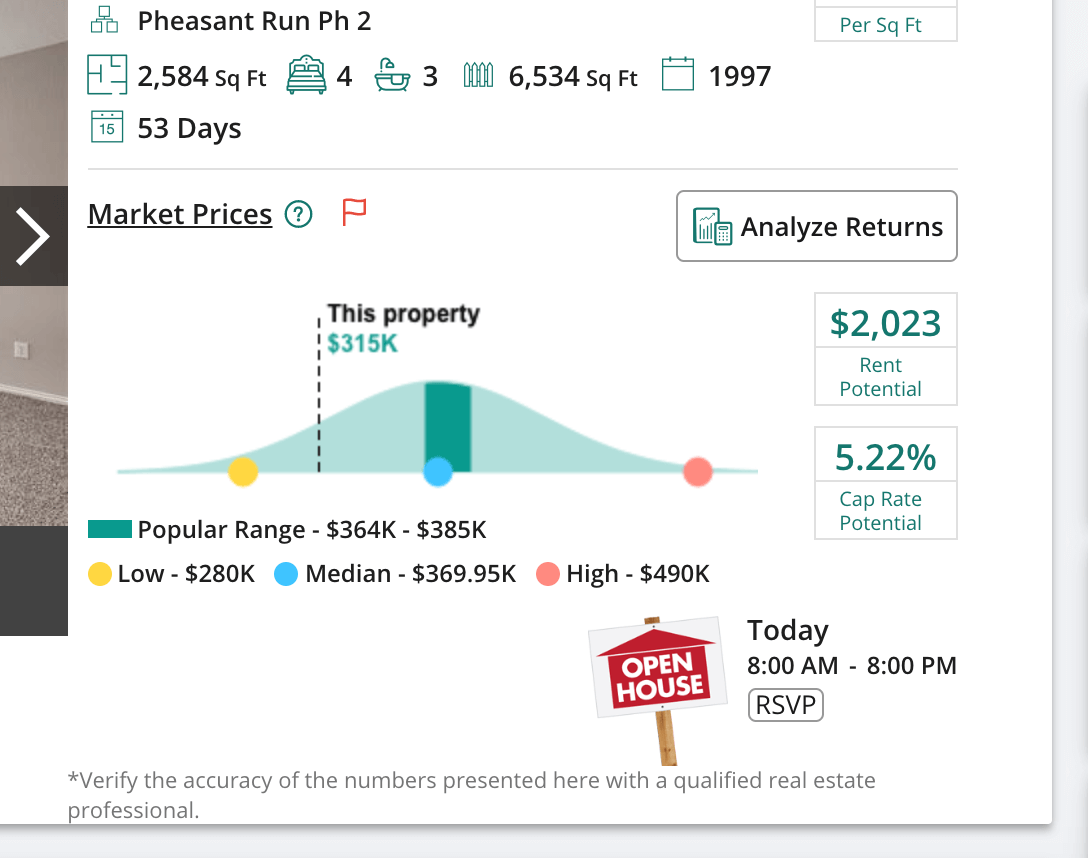 Pheasant Run Ph 2
Per Sq Ft
2,584 Sq Ft 4 3 6,534 Sq Ft 1997
15 53 Days
Market Prices ? Analyze Returns
This property
$315K
$2,023
Rent
Potential
5.22%
Cap Rate
Potential
Popular Range - $364K - $385K
Low - $280K Median - $369.95K High - $490K
OPEN
HOUSE
Today
8:00 AM - 8:00 PM
RSVP
*Verify the accuracy of the numbers presented here with a qualified real estate
professional.